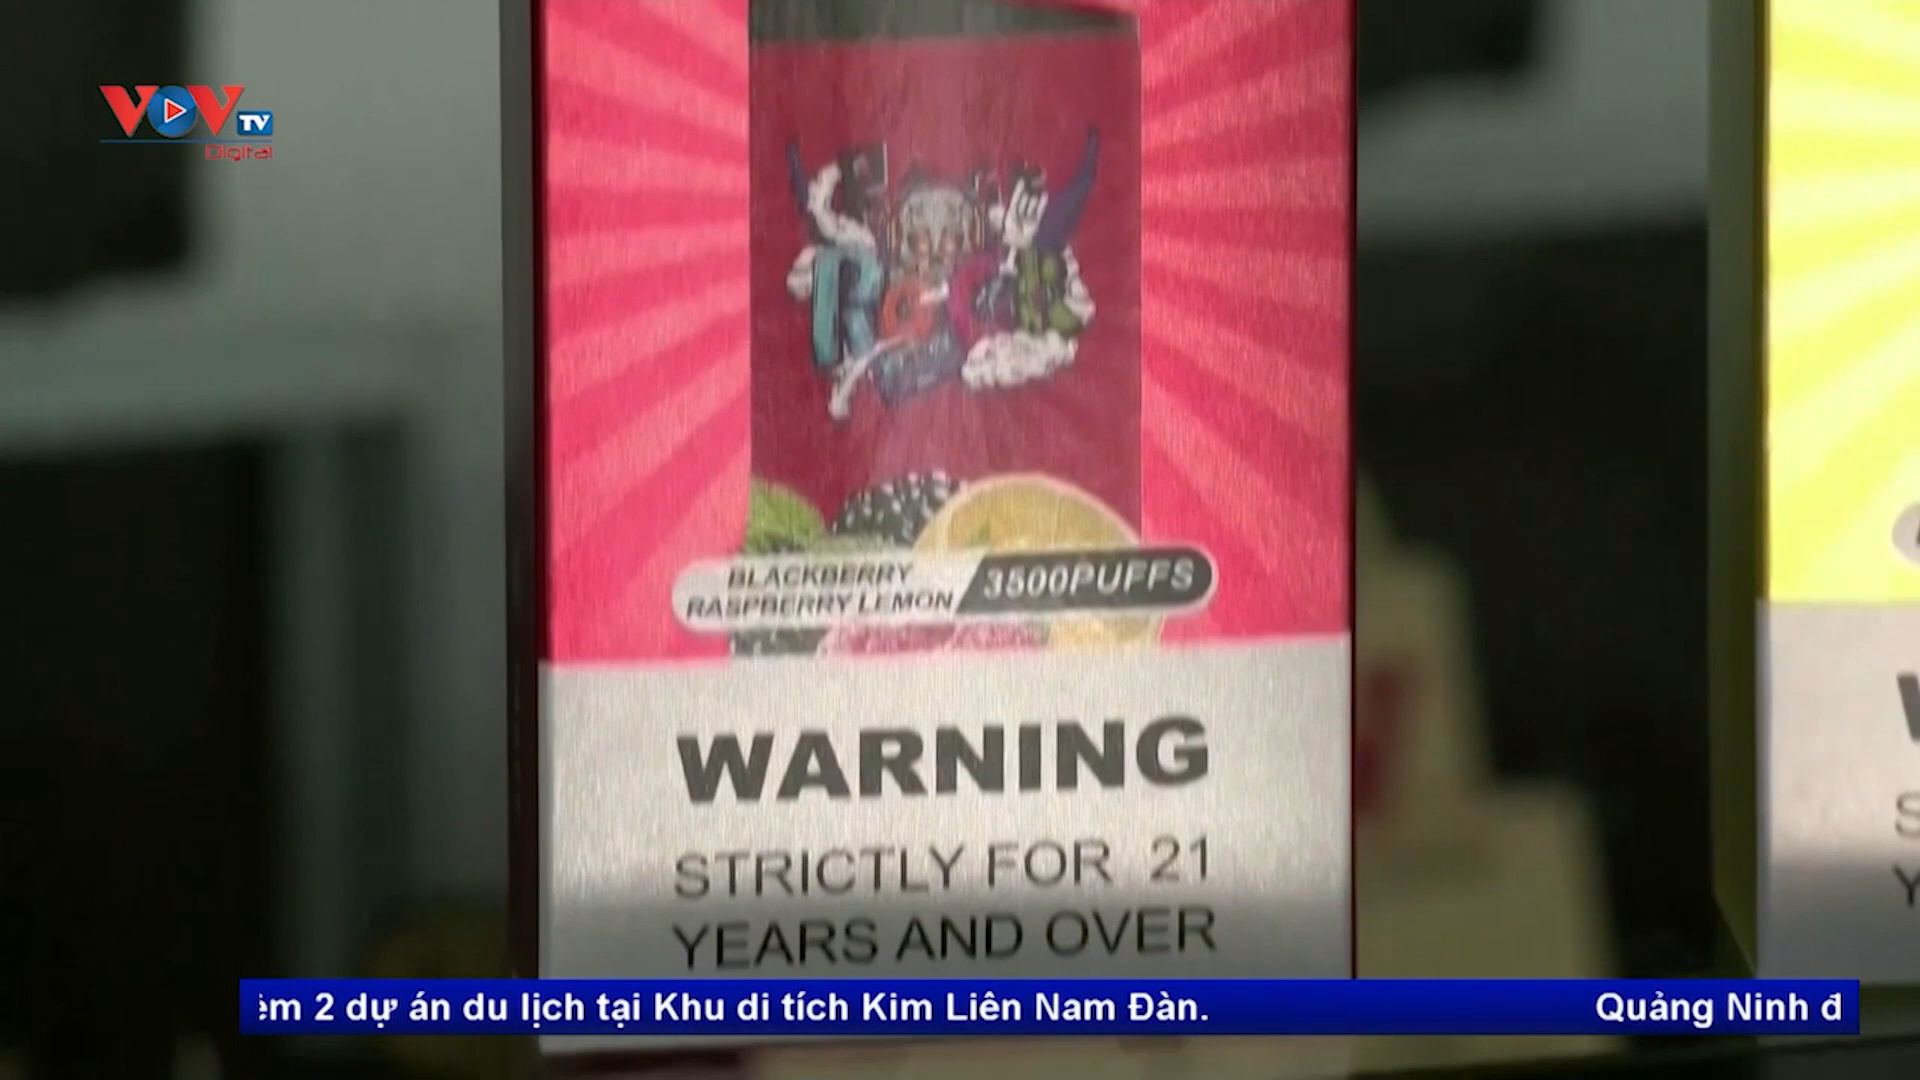 VOV TV
Digital
ROCK
BLACKBERRY
RASPBERRY LEMON
3500PUFFS
WARNING
STRICTLY FOR 21
YEARS AND OVER
2 dự án du lịch tại Khu di tích Kim Liên Nam Đàn.
Quảng Ninh đ